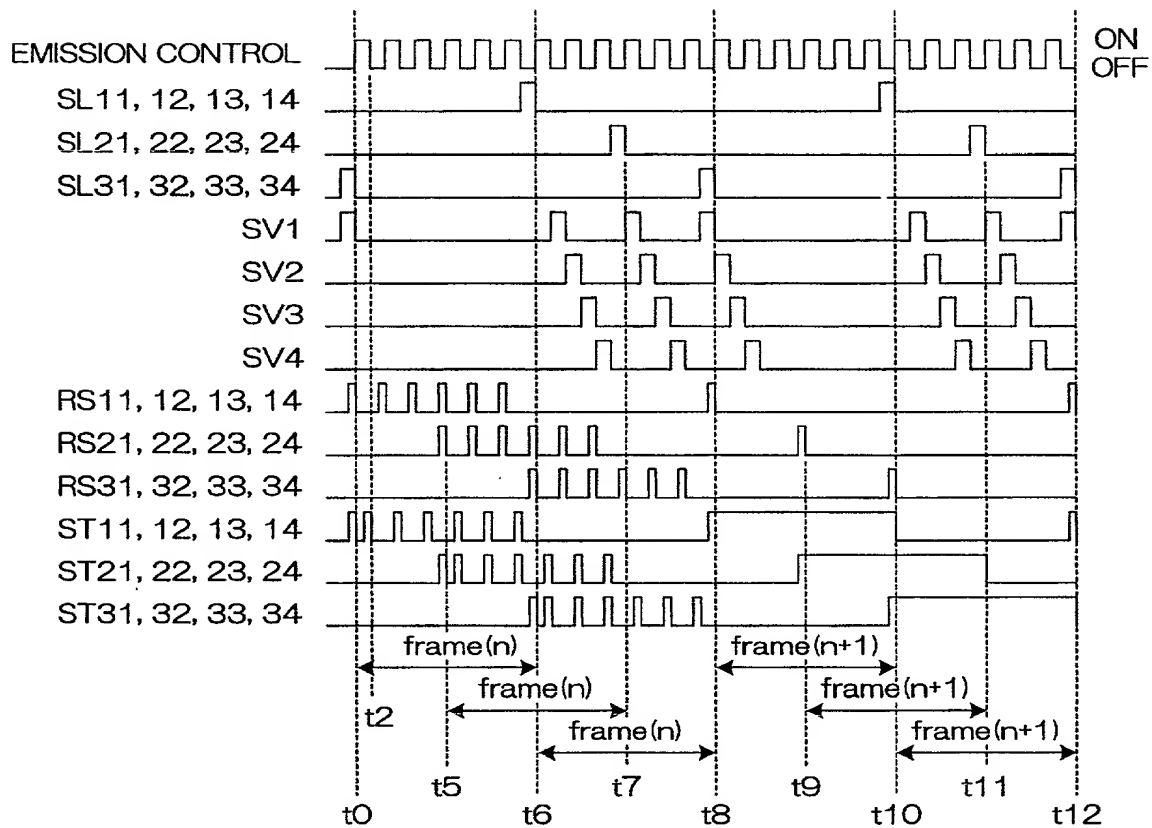 EMISSION CONTROL
ON
OFF
SL11, 12, 13, 14
SL21, 22, 23, 24
SL31, 32, 33, 34
SV1
SV2
SV3
SV4
RS11, 12, 13, 14
RS21, 22, 23, 24
RS31, 32, 33, 34
ST11, 12, 13, 14
ST21, 22, 23, 24
ST31, 32, 33, 34
frame(n)
frame(n+1)
t2
frame(n)
frame(n+1)
frame(n)
frame(n+1)
t5
t7
t9
t11
t0
t6
t8
t10
t12